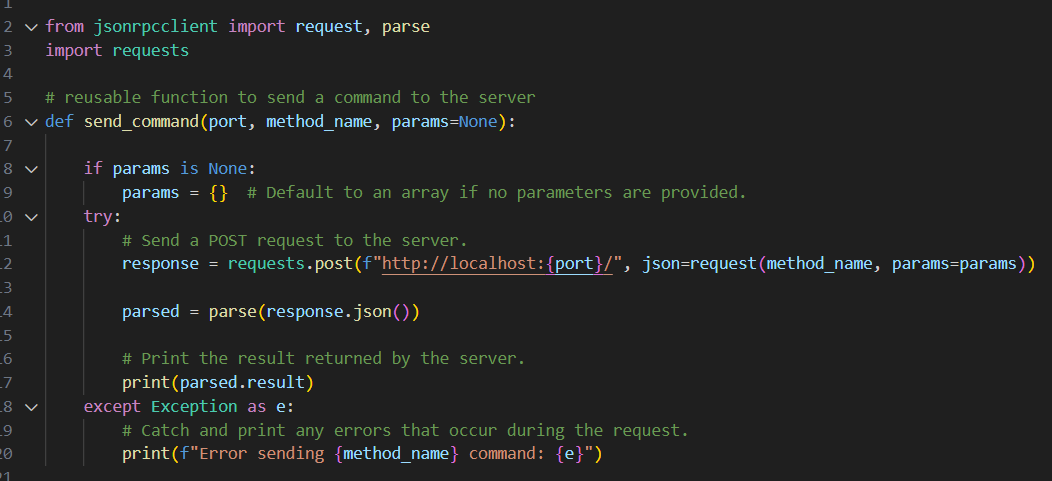 1
2 from jsonrpcclient import request, parse
3 import requests
4
5 # reusable function to send a command to the server
6 def send_command(port, method_name, params=None):
7
8     if params is None:
9         params = {}  # Default to an array if no parameters are provided.
10     try:
11         # Send a POST request to the server.
12         response = requests.post(f"http://localhost:{port}/", json=request(method_name, params=params))
13
14         parsed = parse(response.json())
15
16         # Print the result returned by the server.
17         print(parsed.result)
18     except Exception as e:
19         # Catch and print any errors that occur during the request.
20         print(f"Error sending {method_name} command: {e}")
21